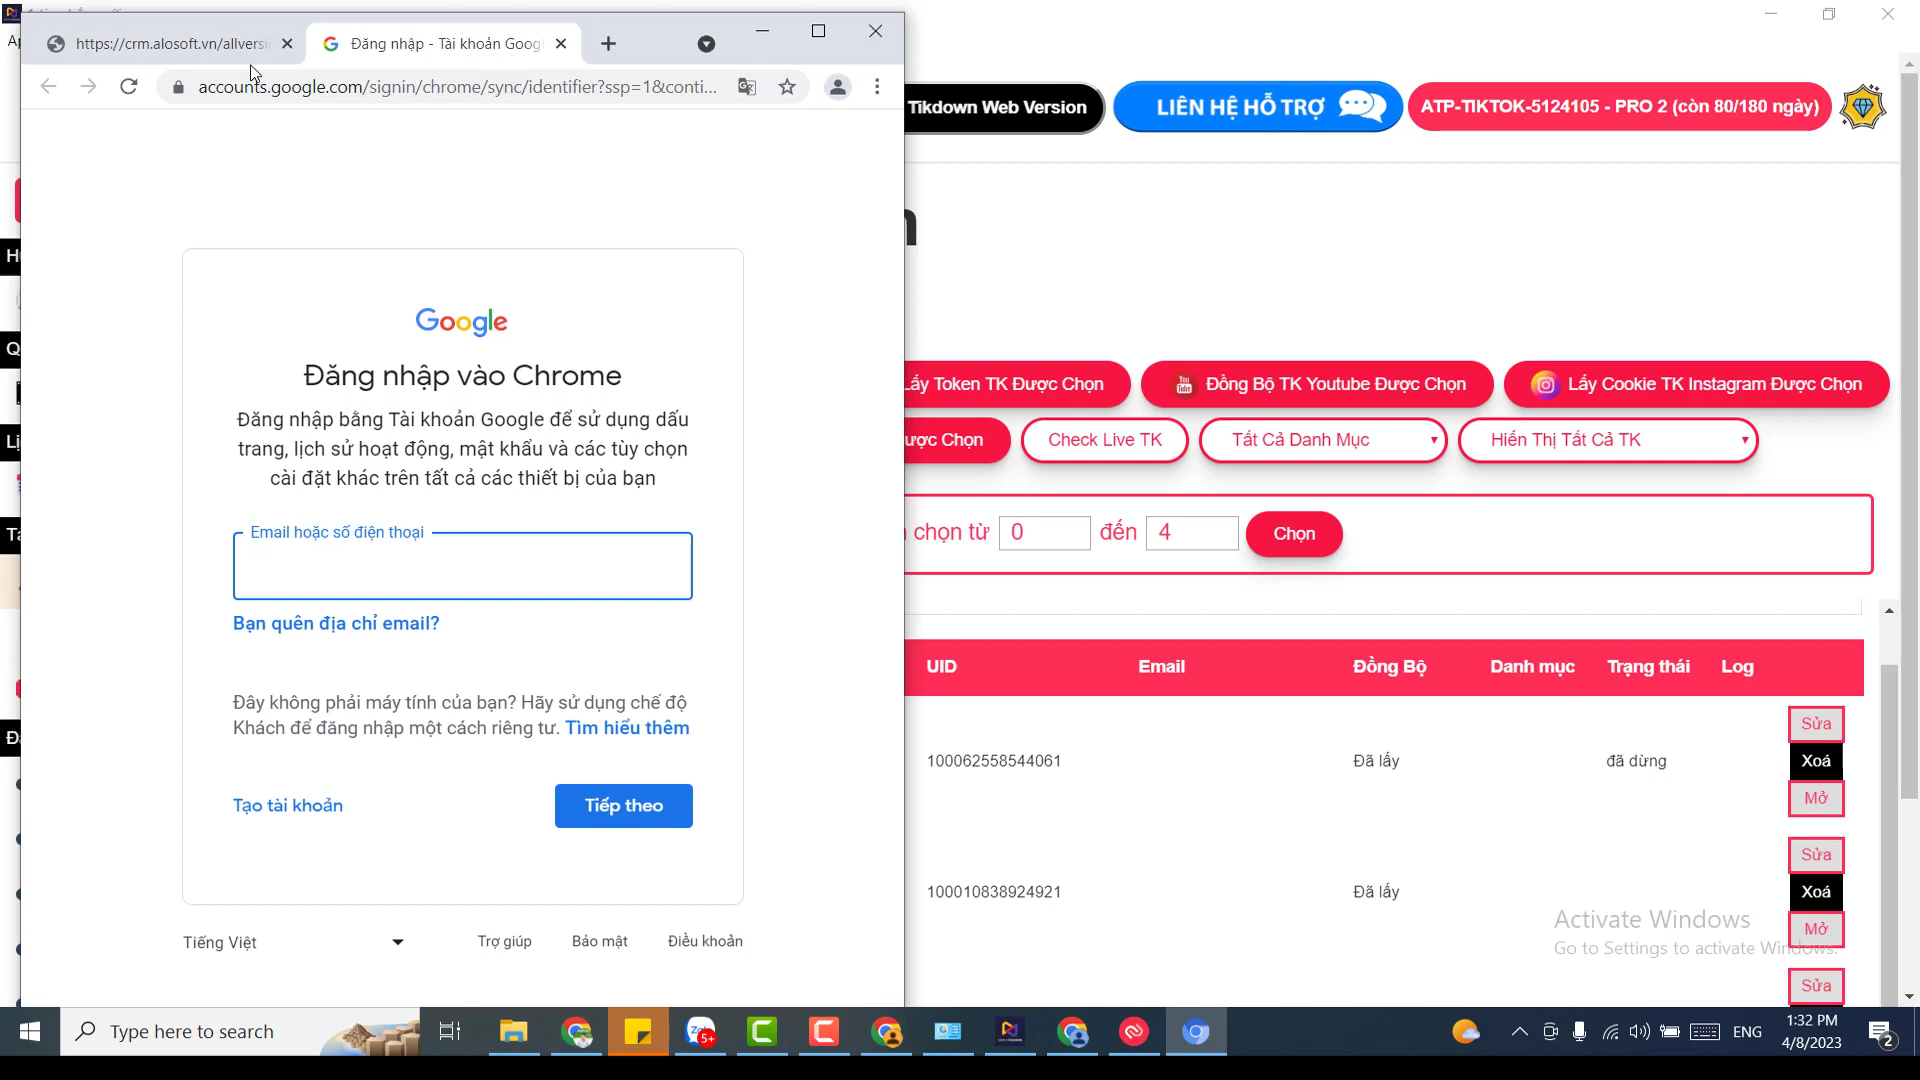 https://crm.alosoft.vn/allversi
Đăng nhập - Tài khoản Goog
accounts.google.com/signin/chrome/sync/identifier?ssp=1&conti...
Tikdown Web Version
LIÊN HỆ HỖ TRỢ
ATP-TIKTOK-5124105 - PRO 2 (còn 80/180 ngày)
Google
Đăng nhập vào Chrome
Đăng nhập bằng Tài khoản Google để sử dụng dấu
trang, lịch sử hoạt động, mật khẩu và các tùy chọn
cài đặt khác trên tất cả các thiết bị của bạn
Email hoặc số điện thoại
Bạn quên địa chỉ email?
Đây không phải máy tính của bạn? Hãy sử dụng chế độ
Khách để đăng nhập một cách riêng tư. Tìm hiểu thêm
Tạo tài khoản
Tiếp theo
Tiếng Việt
Trợ giúp
Bảo mật
Điều khoản
Lấy Token TK Được Chọn
Đồng Bộ TK Youtube Được Chọn
Lấy Cookie TK Instagram Được Chọn
ược Chọn
Check Live TK
Tất Cả Danh Mục
Hiển Thị Tất Cả TK
chọn từ 0 đến 4 Chọn
UID Email Đồng Bộ Danh mục Trạng thái Log
Sửa
100062558544061 Đã lấy đã dừng Xoá
Mở
Sửa
100010838924921 Đã lấy Xoá
Mở
Sửa
Activate Windows
Go to Settings to activate Windows.
Type here to search
5+
ENG
1:32 PM
4/8/2023
2